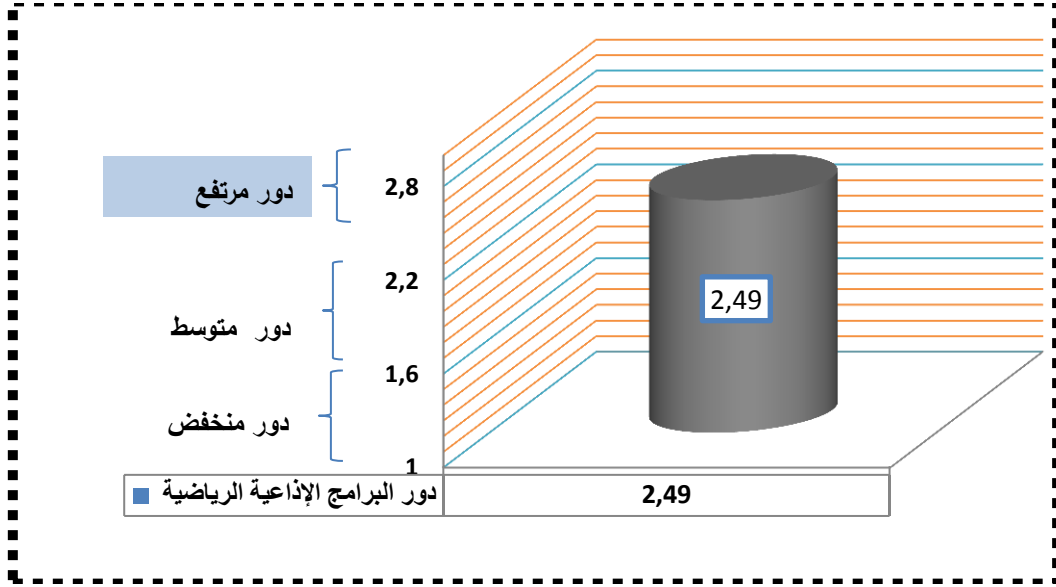 2,8
دور مرتفع
2,2
2,49
دور متوسط
1,6
دور منخفض
1
دور البرامج الإذاعية الرياضية
2,49